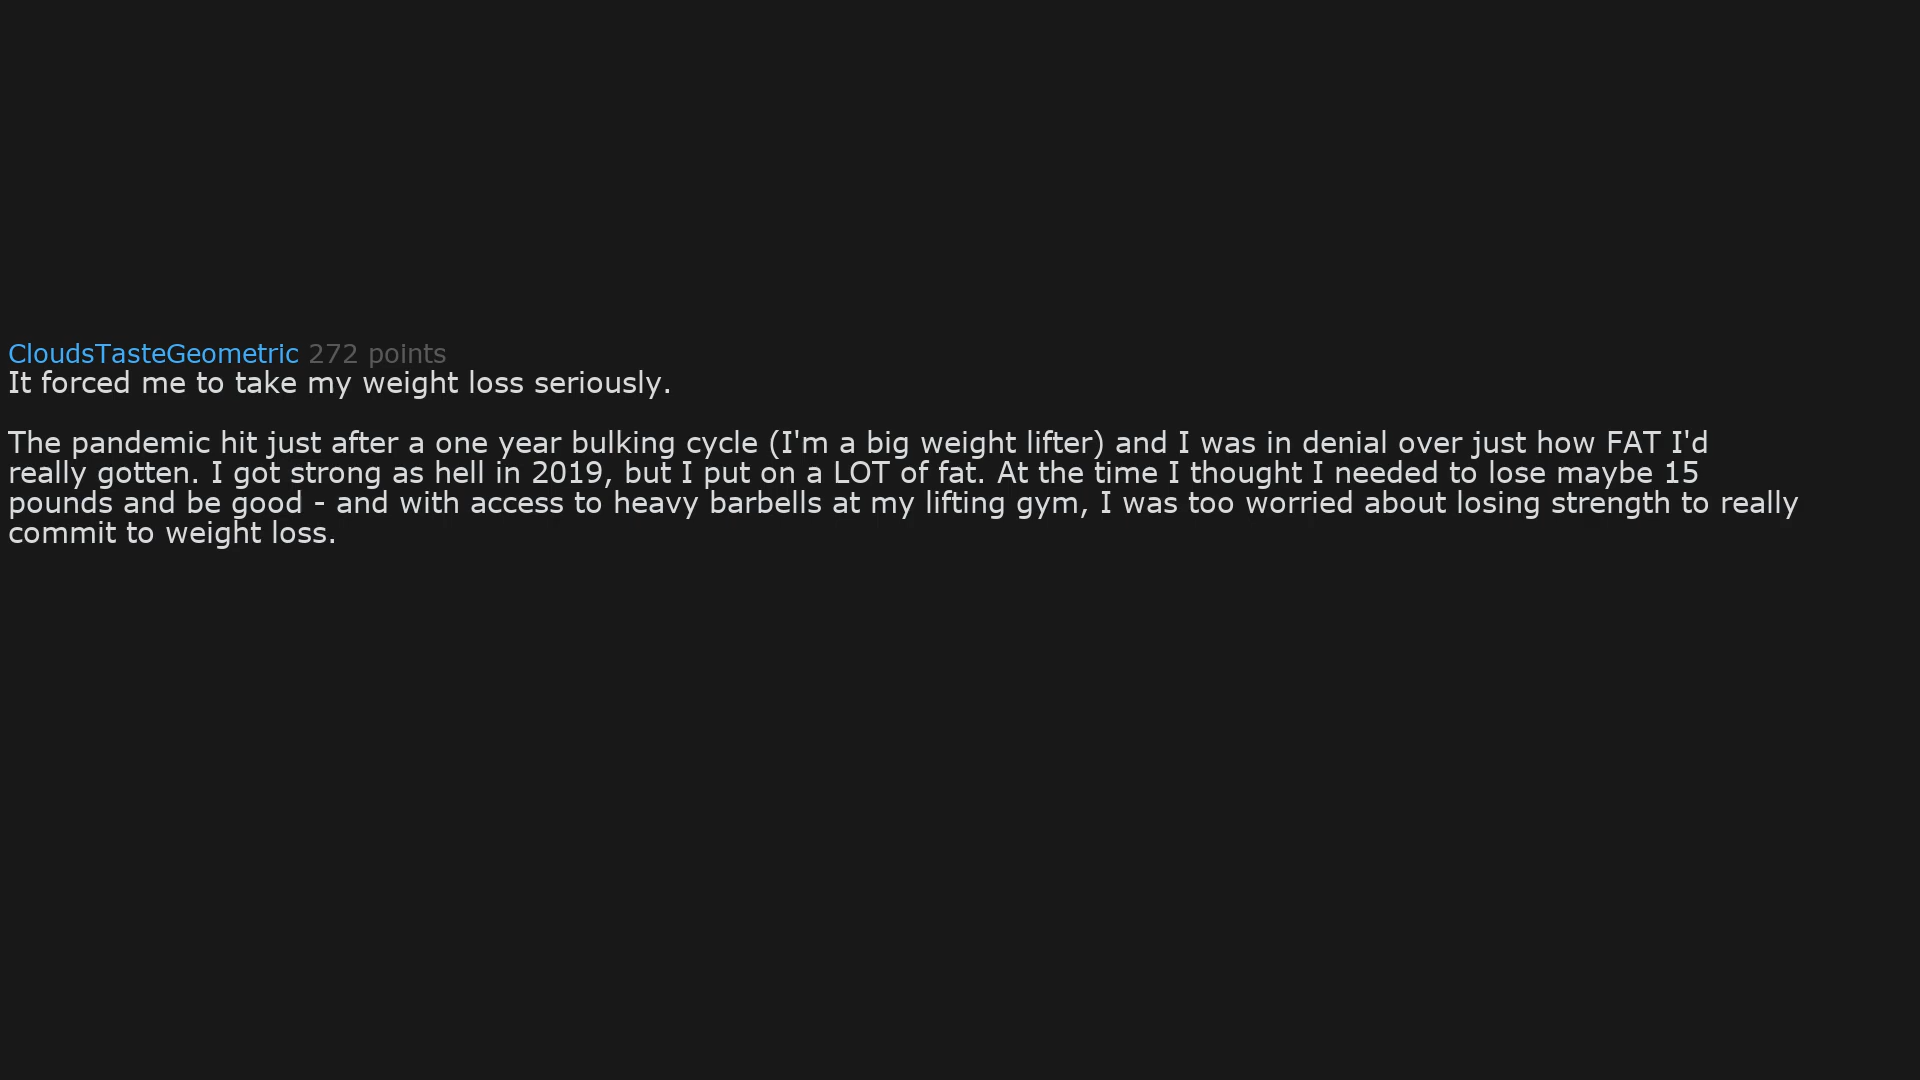 CloudsTasteGeometric 272 points
It forced me to take my weight loss seriously.
The pandemic hit just after a one year bulking cycle (I'm a big weight lifter) and I was in denial over just how FAT I'd
really gotten. I got strong as hell in 2019, but I put on a LOT of fat. At the time I thought I needed to lose maybe 15
pounds and be good - and with access to heavy barbells at my lifting gym, I was too worried about losing strength to really
commit to weight loss.